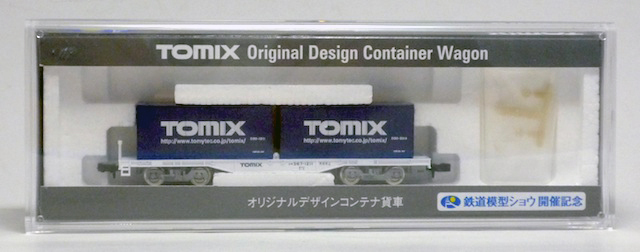 TOMIX Original Design Container Wagon
TOMIX
http://www.tomytec.co.jp/tomix/
TOMIX
http://www.tomytec.co.jp/tomix/
TOMIX
オリジナルデザインコンテナ貨車
鉄道模型ショウ 開催記念